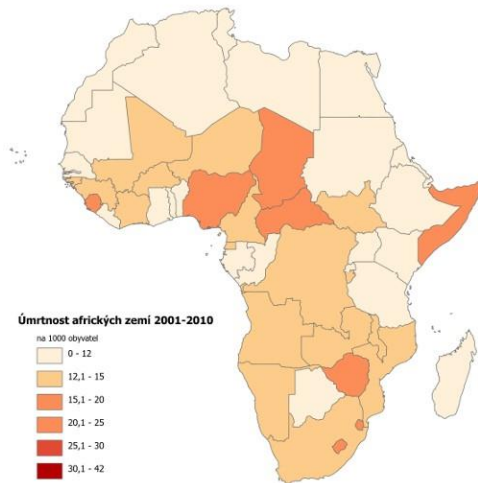 Úmrtnost afrických zemí 2001-2010
na 1000 obyvatel
0 - 12
12,1 - 15
15,1 - 20
20,1 - 25
25,1 - 30
30,1 - 42